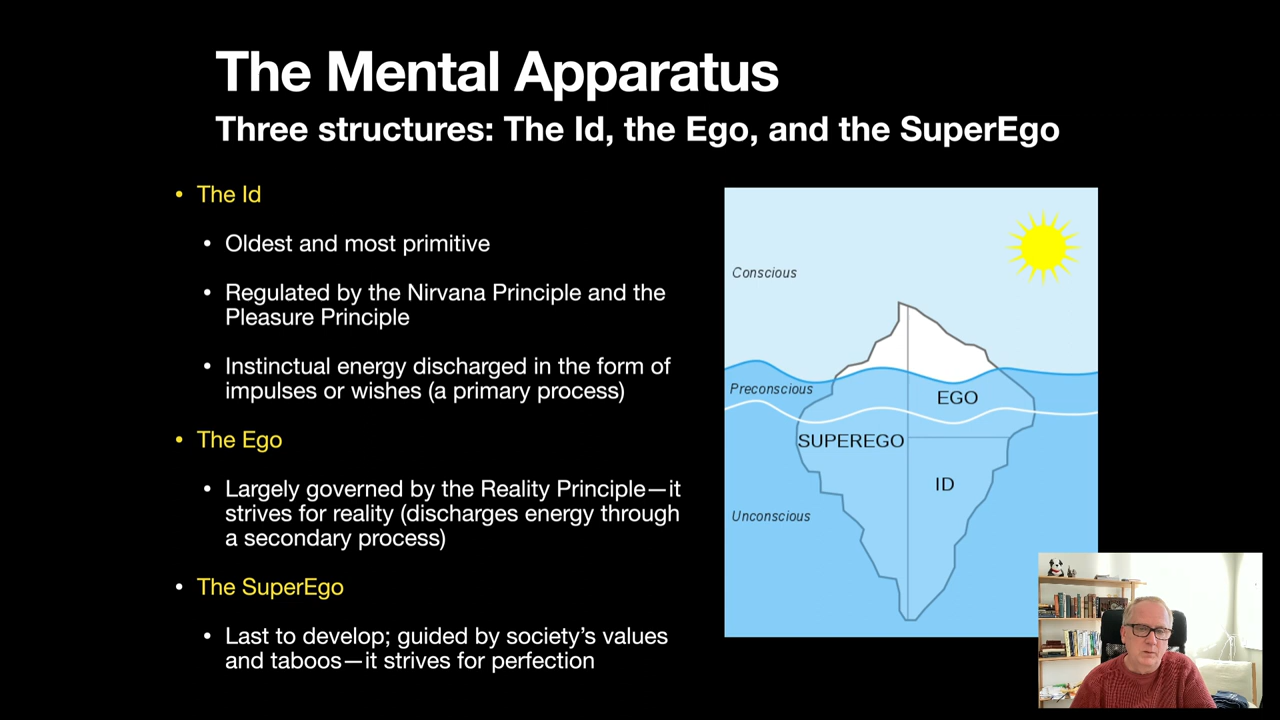 The Mental Apparatus
Three structures: The Id, the Ego, and the SuperEgo
• The Id
• Oldest and most primitive
• Regulated by the Nirvana Principle and the
Pleasure Principle
• Instinctual energy discharged in the form of
impulses or wishes (a primary process)
• The Ego
• Largely governed by the Reality Principle—it
strives for reality (discharges energy through
a secondary process)
• The SuperEgo
• Last to develop; guided by society’s values
and taboos—it strives for perfection
Conscious
Preconscious
EGO
SUPEREGO
ID
Unconscious